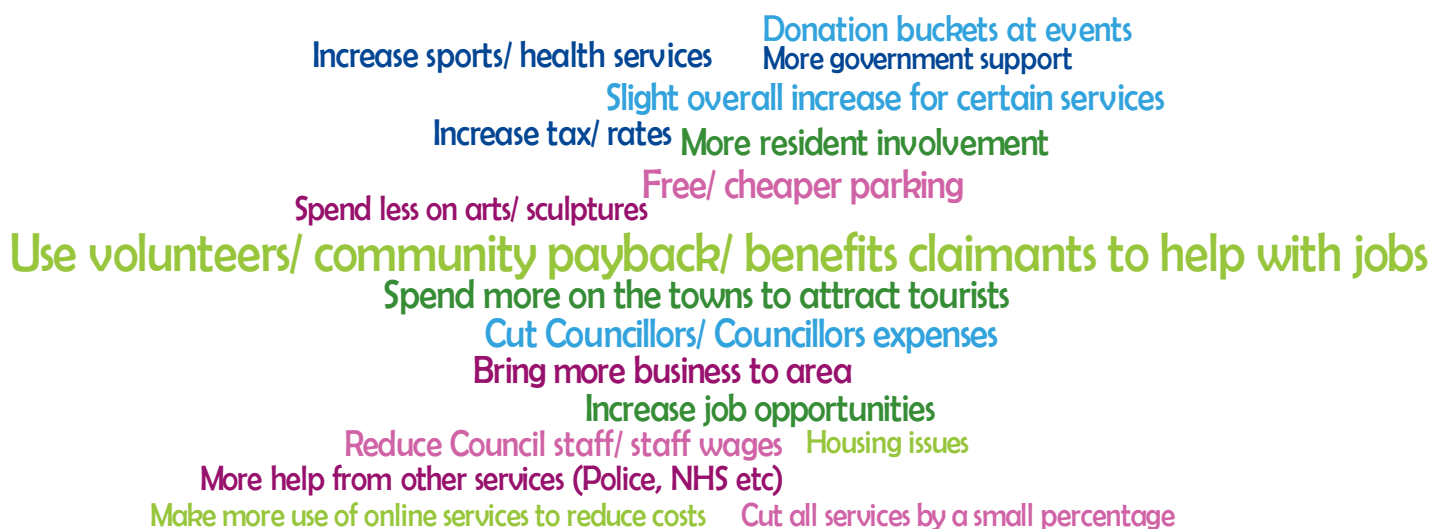 Donation buckets at events
Increase sports/ health services
More government support
Slight overall increase for certain services
Increase tax/ rates
More resident involvement
Free/ cheaper parking
Spend less on arts/ sculptures
Use volunteers/ community payback/ benefits claimants to help with jobs
Spend more on the towns to attract tourists
Cut Councillors/ Councillors expenses
Bring more business to area
Increase job opportunities
Reduce Council staff/ staff wages
Housing issues
More help from other services (Police, NHS etc)
Make more use of online services to reduce costs
Cut all services by a small percentage